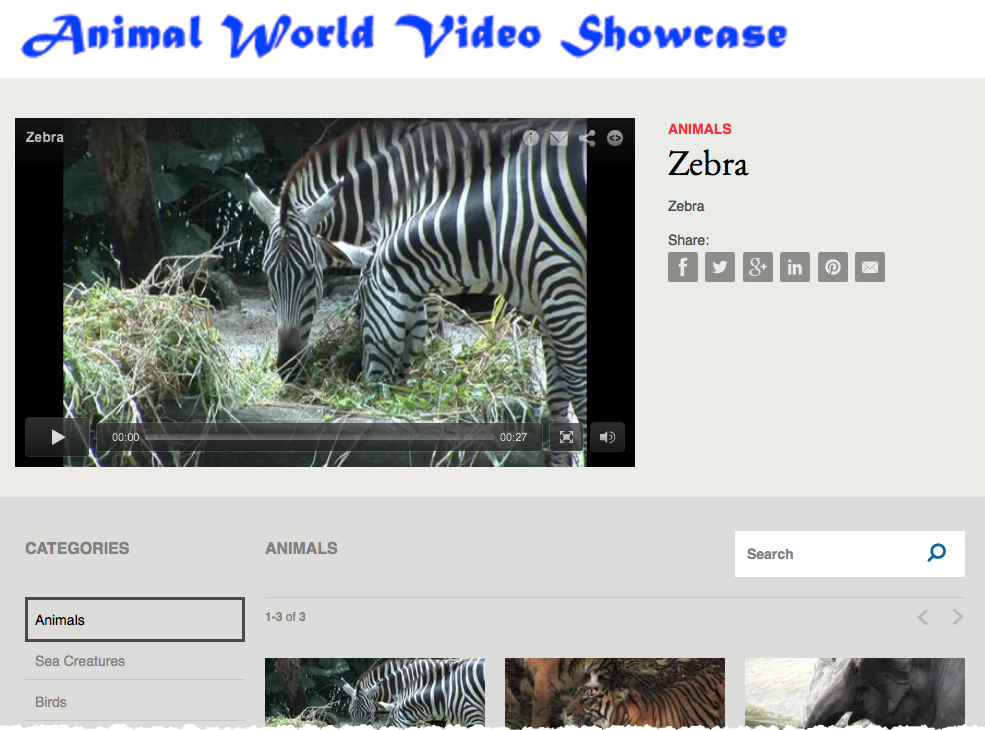 Animal World Video Showcase
Zebra
00:00
00:27
ANIMALS
Zebra
Zebra
Share:
CATEGORIES
Animals
Sea Creatures
Birds
ANIMALS
Search
1-3 of 3